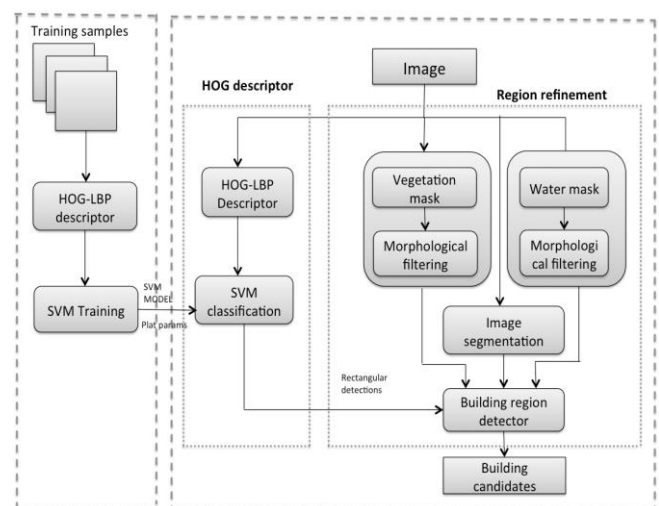 Training samples
HOG-LBP
descriptor
SVM Training
SVM
MODEL
Plat params
HOG descriptor
HOG-LBP
Descriptor
SVM
classification
Image
Region refinement
Vegetation
mask
Morphological
filtering
Water mask
Morphologi
cal filtering
Image
segmentation
Rectangular
detections
Building region
detector
Building
candidates